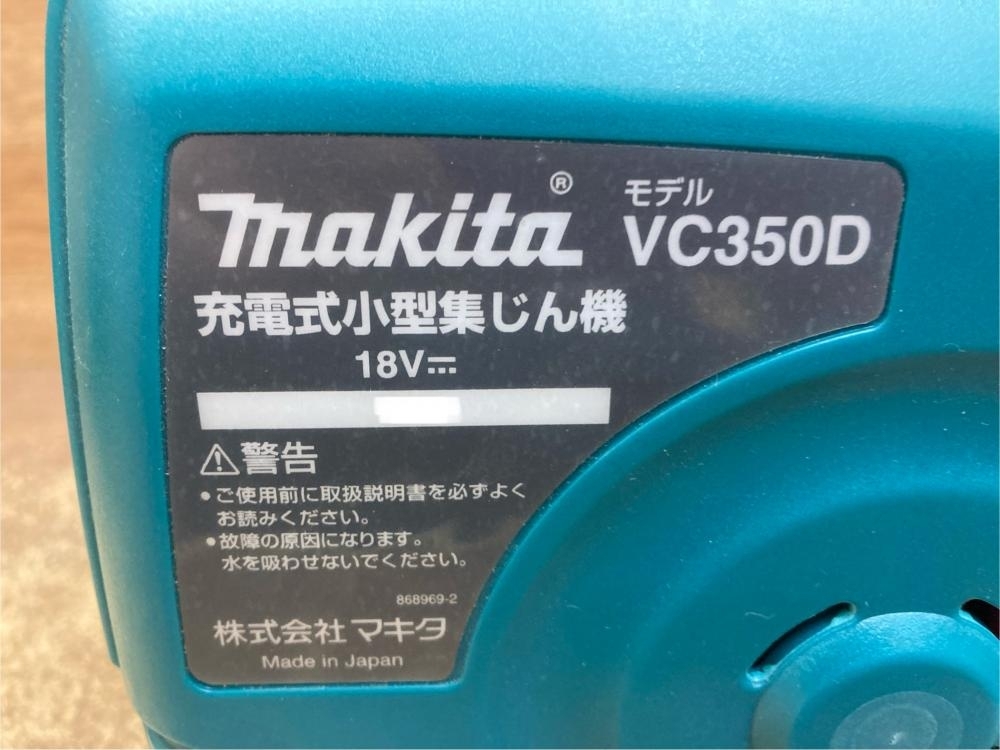 makita®
モデル
VC350D
充電式小型集じん機
18V⎓
⚠警告
•ご使用前に取扱説明書を必ずよく
お読みください。
•故障の原因になります。
水を吸わせないでください。
868969-2
株式会社マキタ
Made in Japan